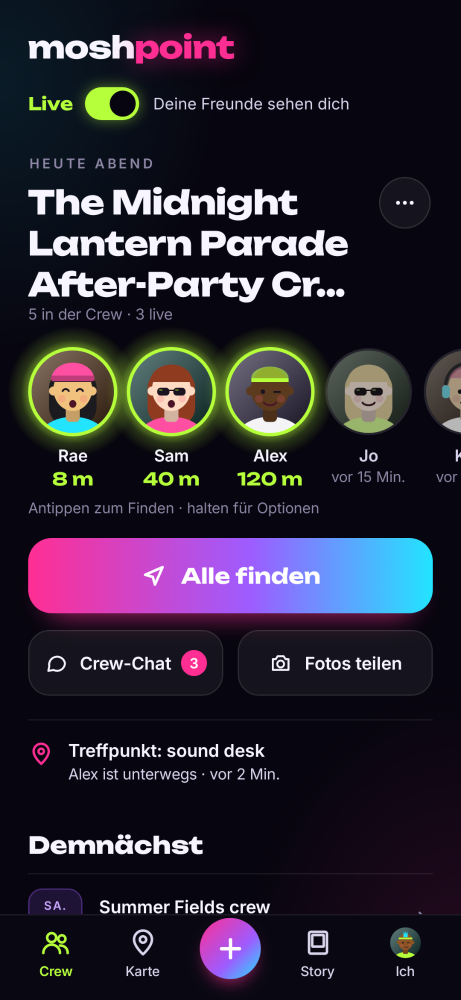 moshpoint
Live
Deine Freunde sehen dich
HEUTE ABEND
The Midnight
Lantern Parade
After-Party Cr...
5 in der Crew · 3 live
Rae
Sam
Alex
Jo
8 m
40 m
120 m
vor 15 Min.
vor
Antippen zum Finden · halten für Optionen
Alle finden
Crew-Chat 3
Fotos teilen
Treffpunkt: sound desk
Alex ist unterwegs · vor 2 Min.
Demnächst
SA.
Summer Fields crew
Crew
Karte
Story
Ich